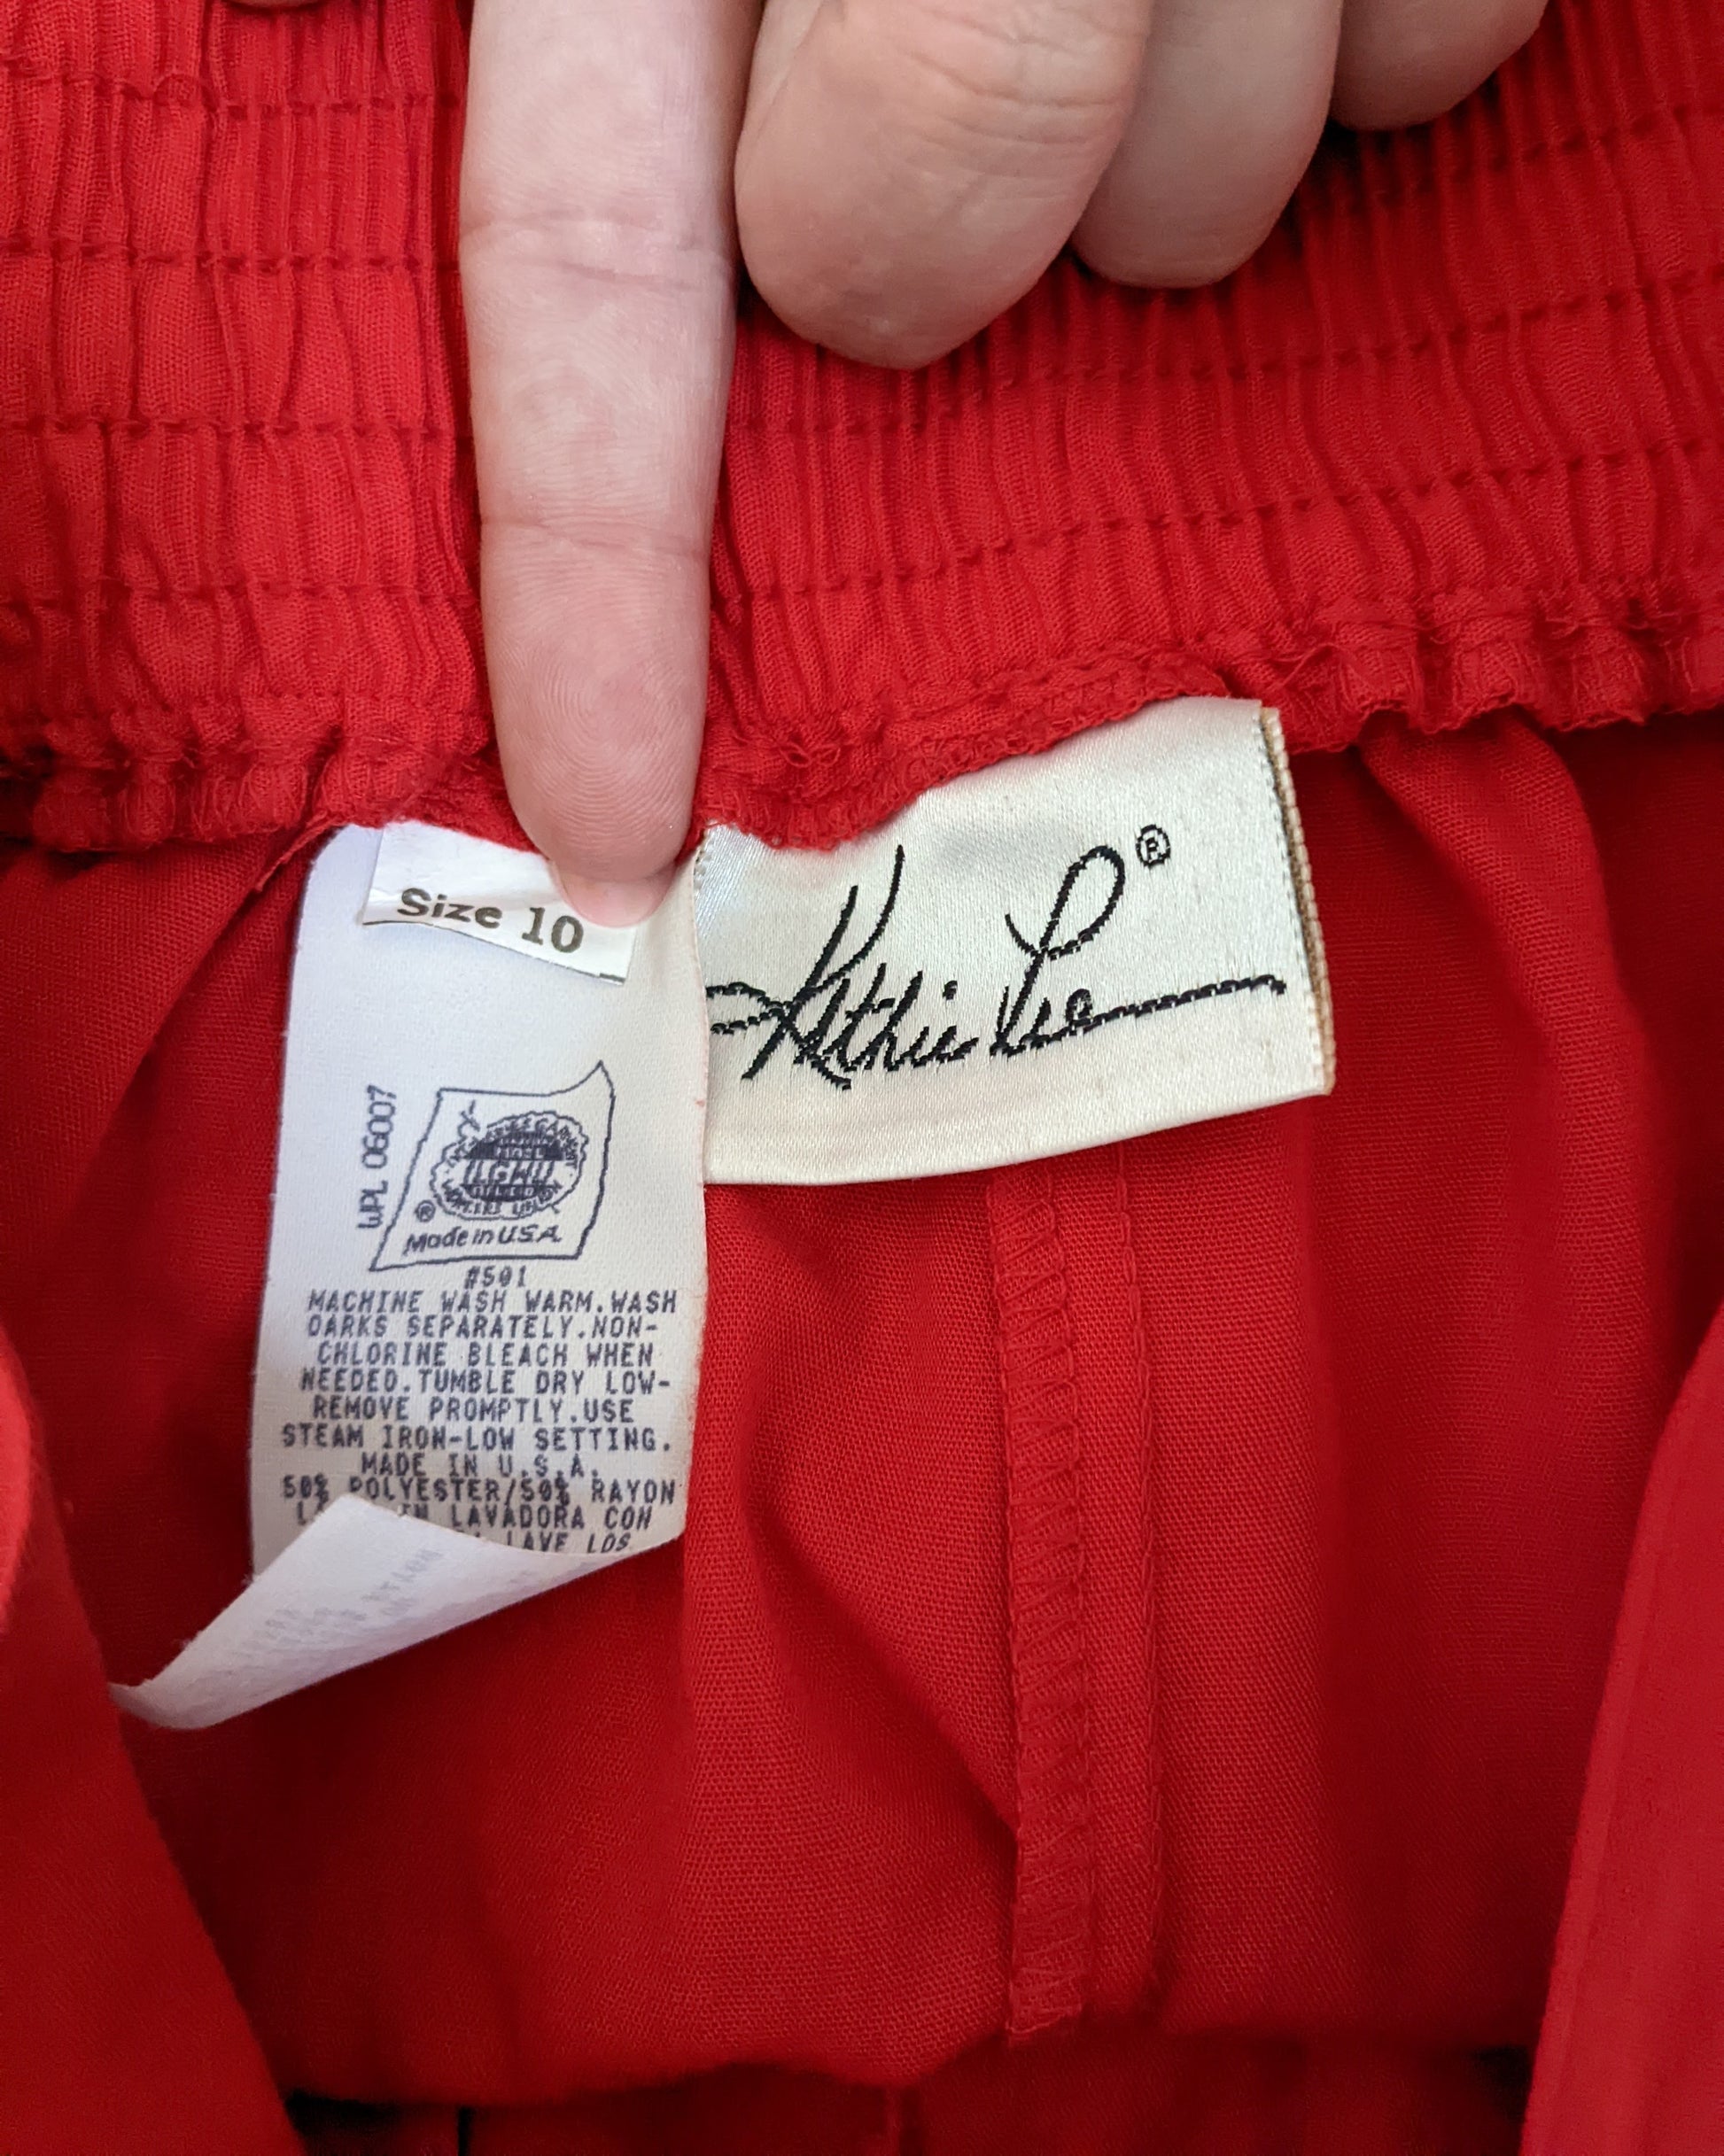 Size 10
Kathie Lee®
WPL 06007
ILGWU
®
Made in U.S.A.
#501
MACHINE WASH WARM.WASH
DARKS SEPARATELY.NON-
CHLORINE BLEACH WHEN
NEEDED.TUMBLE DRY LOW-
REMOVE PROMPTLY.USE
STEAM IRON-LOW SETTING.
MADE IN U.S.A.
50% POLYESTER/50% RAYON
LAVADORA CON
LAVE LOS